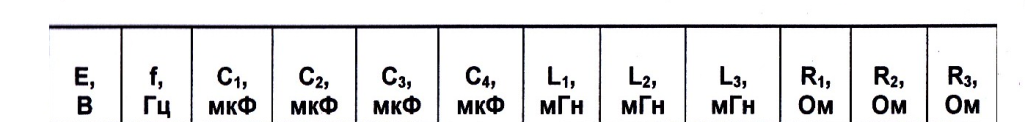 E, f, C₁, C₂, C₃, C₄, L₁, L₂, L₃, R₁, R₂, R₃,
В Гц мкФ мкФ мкФ мкФ мГн мГн мГн Ом Ом Ом